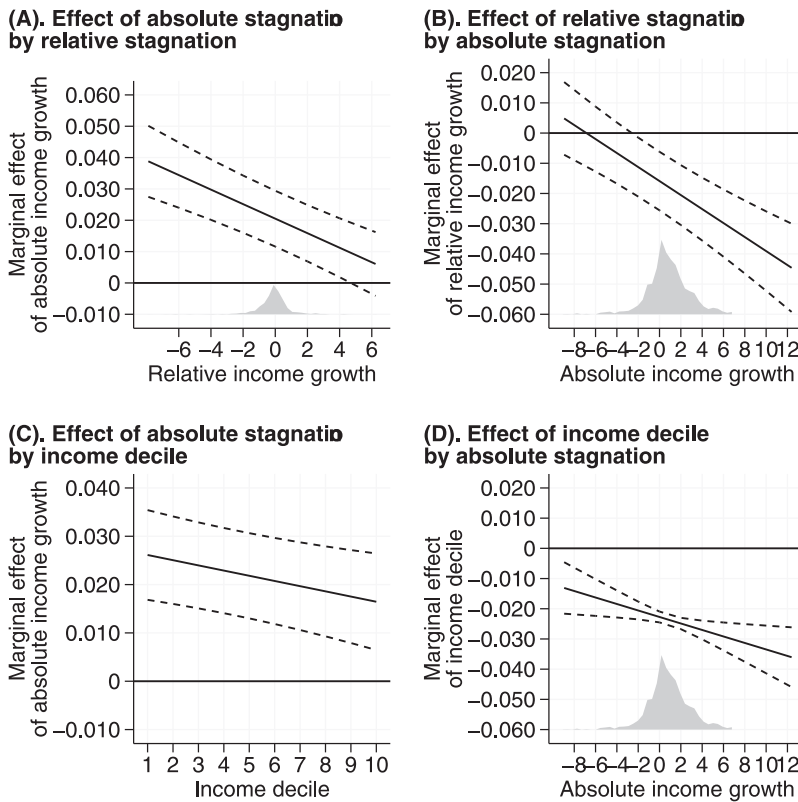 (A). Effect of absolute stagnation
by relative stagnation
Marginal effect
of absolute income growth
0.060
0.050
0.040
0.030
0.020
0.010
0
−0.010
−6 −4 −2 0 2 4 6
Relative income growth
(B). Effect of relative stagnation
by absolute stagnation
Marginal effect
of relative income growth
0.020
0.010
0
−0.010
−0.020
−0.030
−0.040
−0.050
−0.060
−8 −6 −4 −2 0 2 4 6 8 10 12
Absolute income growth
(C). Effect of absolute stagnation
by income decile
Marginal effect
of absolute income growth
0.040
0.030
0.020
0.010
0
−0.010
1 2 3 4 5 6 7 8 9 10
Income decile
(D). Effect of income decile
by absolute stagnation
Marginal effect
of income decile
0.020
0.010
0
−0.010
−0.020
−0.030
−0.040
−0.050
−0.060
−8 −6 −4 −2 0 2 4 6 8 10 12
Absolute income growth